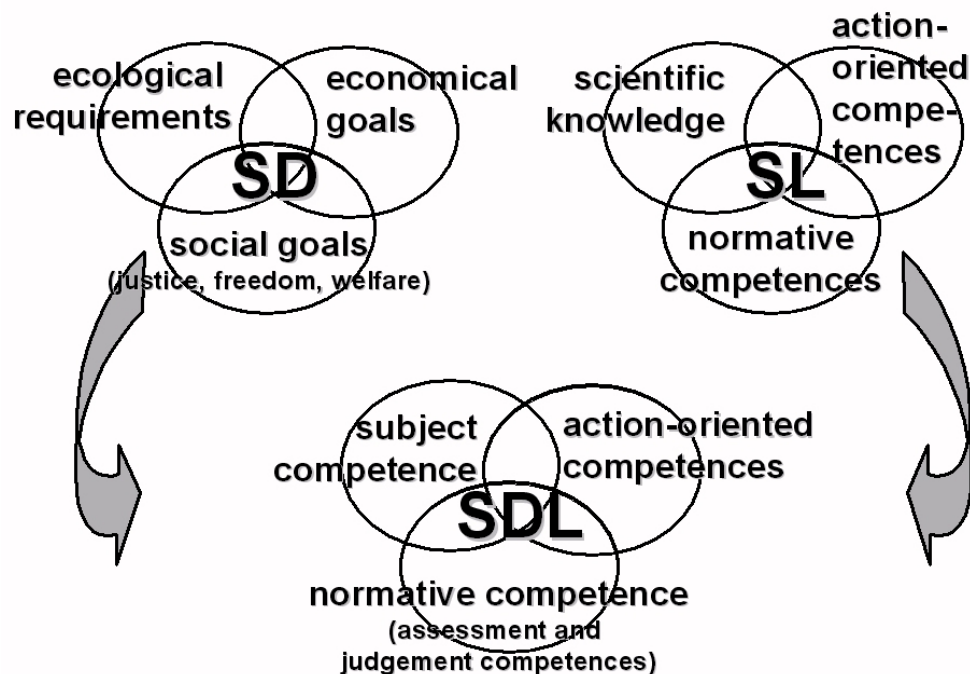 ecological
requirements
economical
goals
SD
social goals
(justice, freedom, welfare)
scientific
knowledge
action-
oriented
compe-
tences
SL
normative
competences
subject
competence
action-oriented
competences
SDL
normative competence
(assessment and
judgement competences)